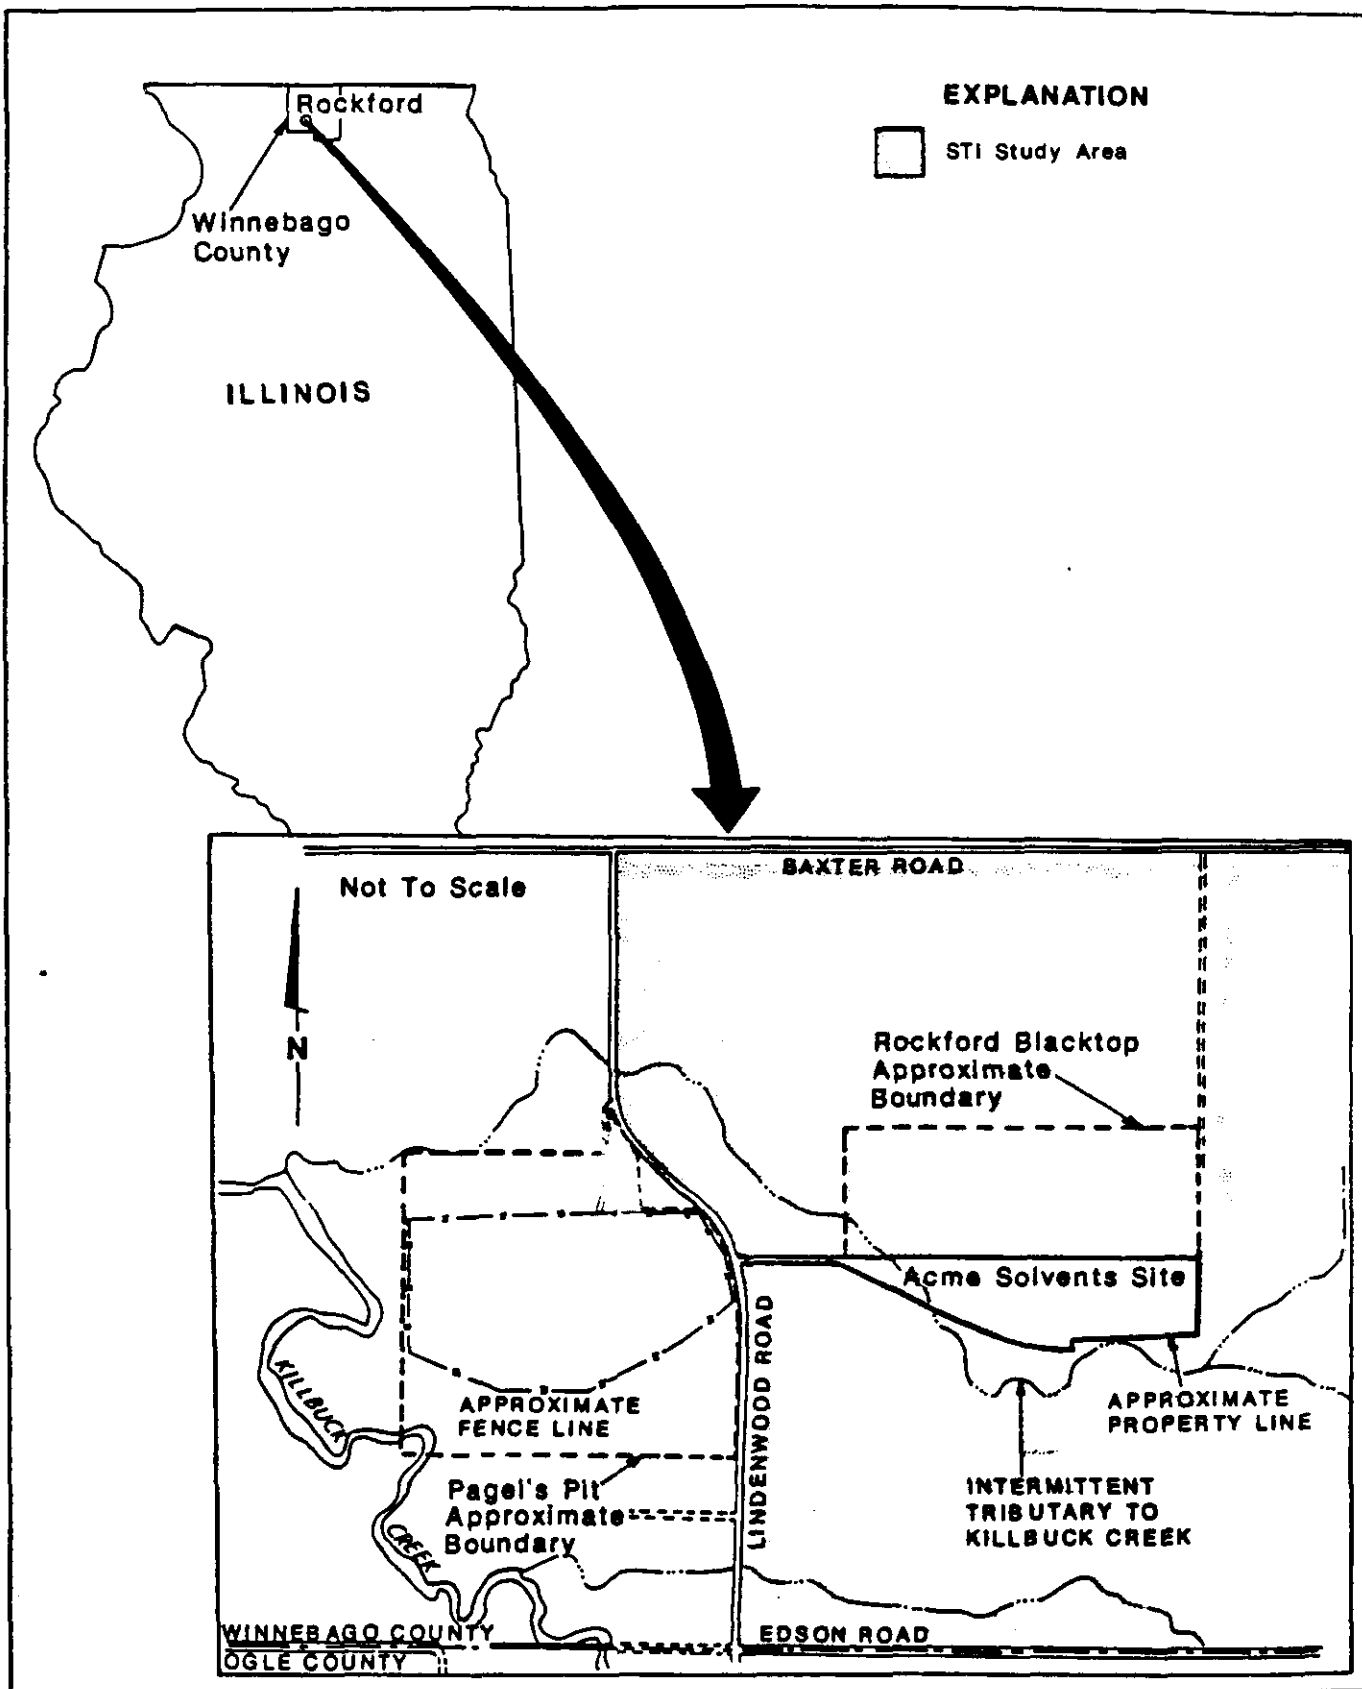 EXPLANATION
STI Study Area
Rockford
Winnebago
County
ILLINOIS
BAXTER ROAD
Not To Scale
N
Rockford Blacktop
Approximate
Boundary
Acme Solvents Site
LINDENWOOD ROAD
KILLBUCK
CREEK
APPROXIMATE
FENCE LINE
APPROXIMATE
PROPERTY LINE
Pagel's Pit
Approximate
Boundary
INTERMITTENT
TRIBUTARY TO
KILLBUCK CREEK
WINNEBAGO COUNTY
EDSON ROAD
OGLE COUNTY